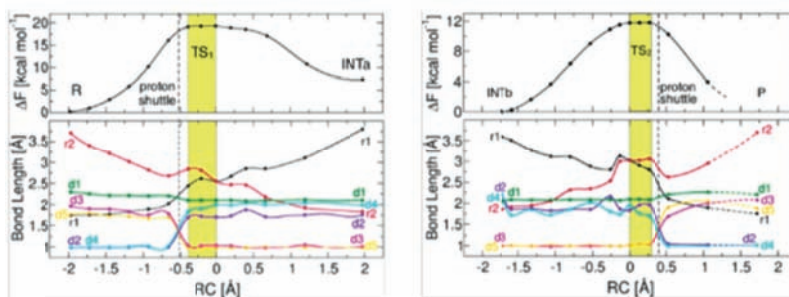 ΔF [kcal mol⁻¹]
20
15
10
5
0
R
proton
shuttle
TS₁
INTa
Bond Length [Å]
3.5
3
2.5
2
1.5
1
r2
d1
d3
d5
r1
d2
d4
r1
d1
d4
r2
d2
d3
d5
-2
-1.5
-1
-0.5
0
0.5
1
1.5
2
RC [Å]
ΔF [kcal mol⁻¹]
12
8
4
0
INTb
TS₂
proton
shuttle
P
Bond Length [Å]
3.5
3
2.5
2
1.5
1
r1
d2
d1
r2
d4
d3
d5
d1
d3
d5
r1
d2
d4
-2
-1.5
-1
-0.5
0
0.5
1
1.5
2
RC [Å]